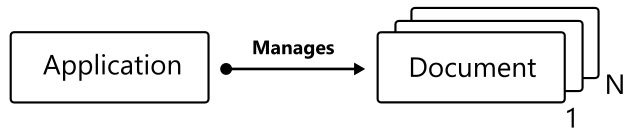 Manages
Application
Document
N
1